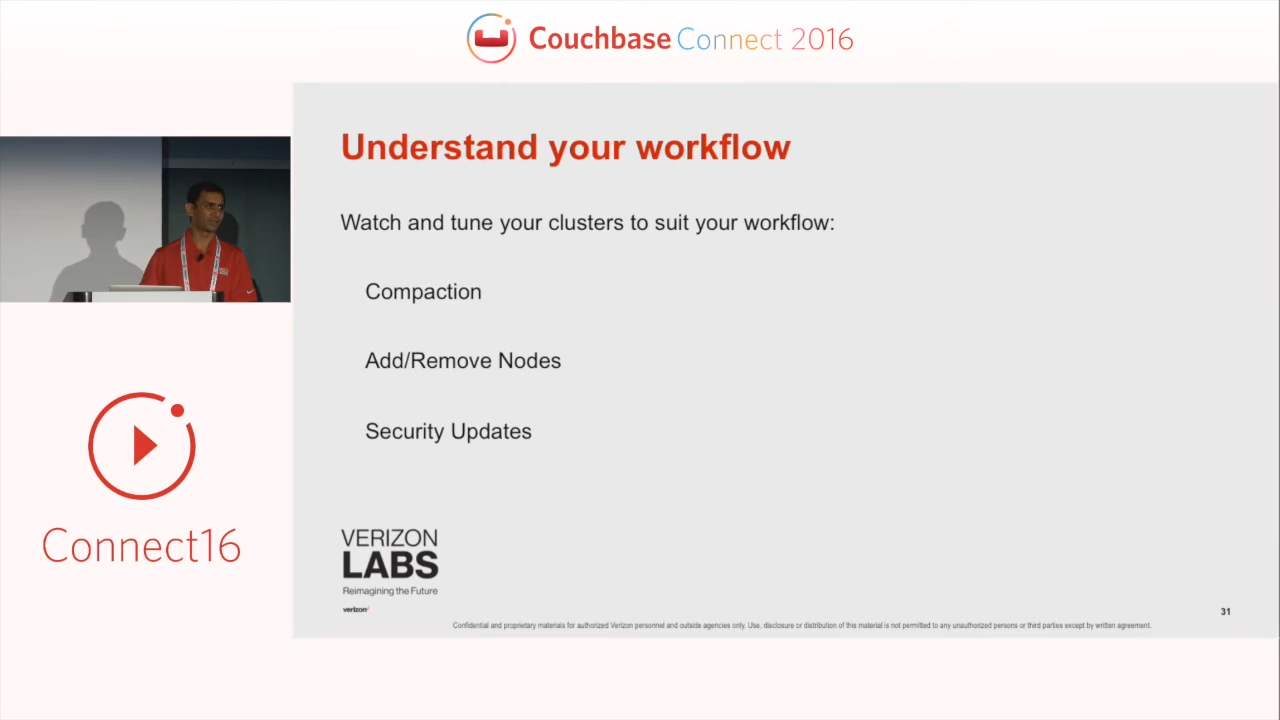 Couchbase Connect 2016
Understand your workflow
Watch and tune your clusters to suit your workflow:
Compaction
Add/Remove Nodes
Security Updates
Connect16
VERIZON
LABS
Reimagining the Future
verizon
31
Confidential and proprietary materials for authorized Verizon personnel and outside agencies only. Use, disclosure or distribution of this material is not permitted to any unauthorized persons or third parties except by written agreement.